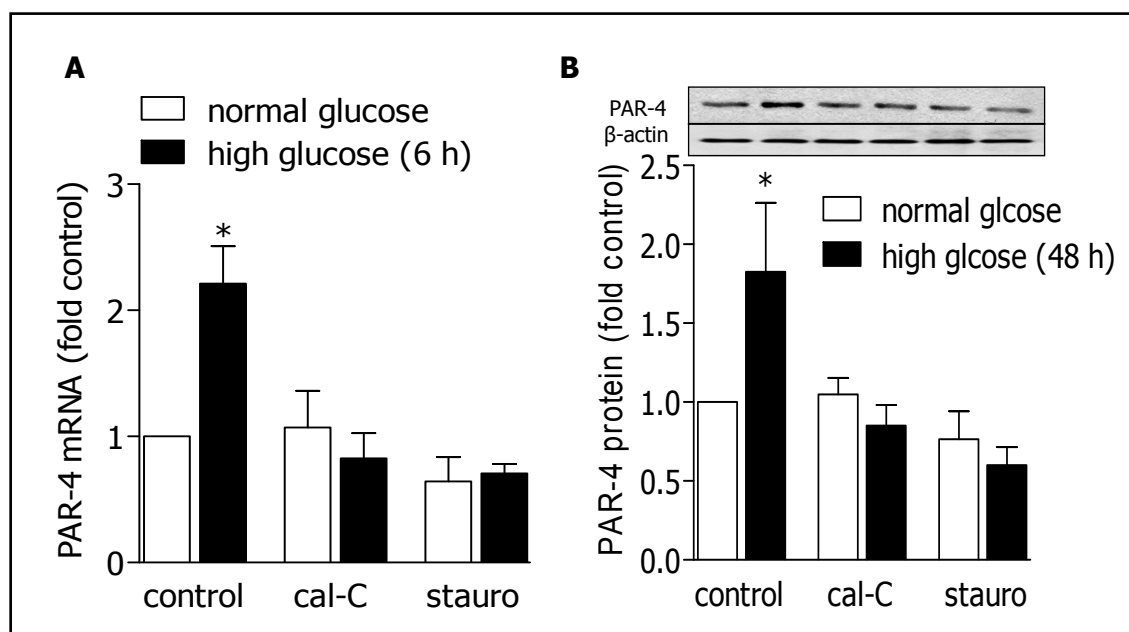 A
normal glucose
high glucose (6 h)
PAR-4 mRNA (fold control)
3
2
1
0
*
control
cal-C
stauro
B
PAR-4
β-actin
normal glcose
high glcose (48 h)
PAR-4 protein (fold control)
2.5
2.0
1.5
1.0
0.5
0.0
*
control
cal-C
stauro